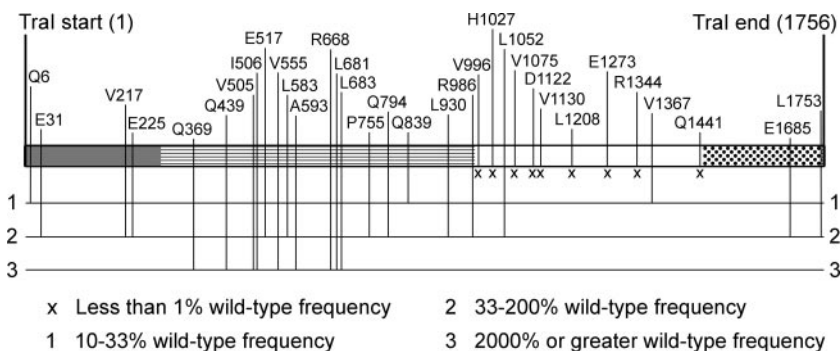 TraI start (1) TraI end (1756)
H1027
E517 R668 L1052
I506 V555 L681 V996 V1075 E1273
Q6 V505 L583 L683 R986 D1122 R1344
V217 Q439 A593 Q794 L930 V1130 V1367 L1753
E31 E225 Q369 P755 Q839 L1208 Q1441 E1685
x x x x x x x x x
1 1
2 2
3 3
x Less than 1% wild-type frequency 2 33-200% wild-type frequency
1 10-33% wild-type frequency 3 2000% or greater wild-type frequency